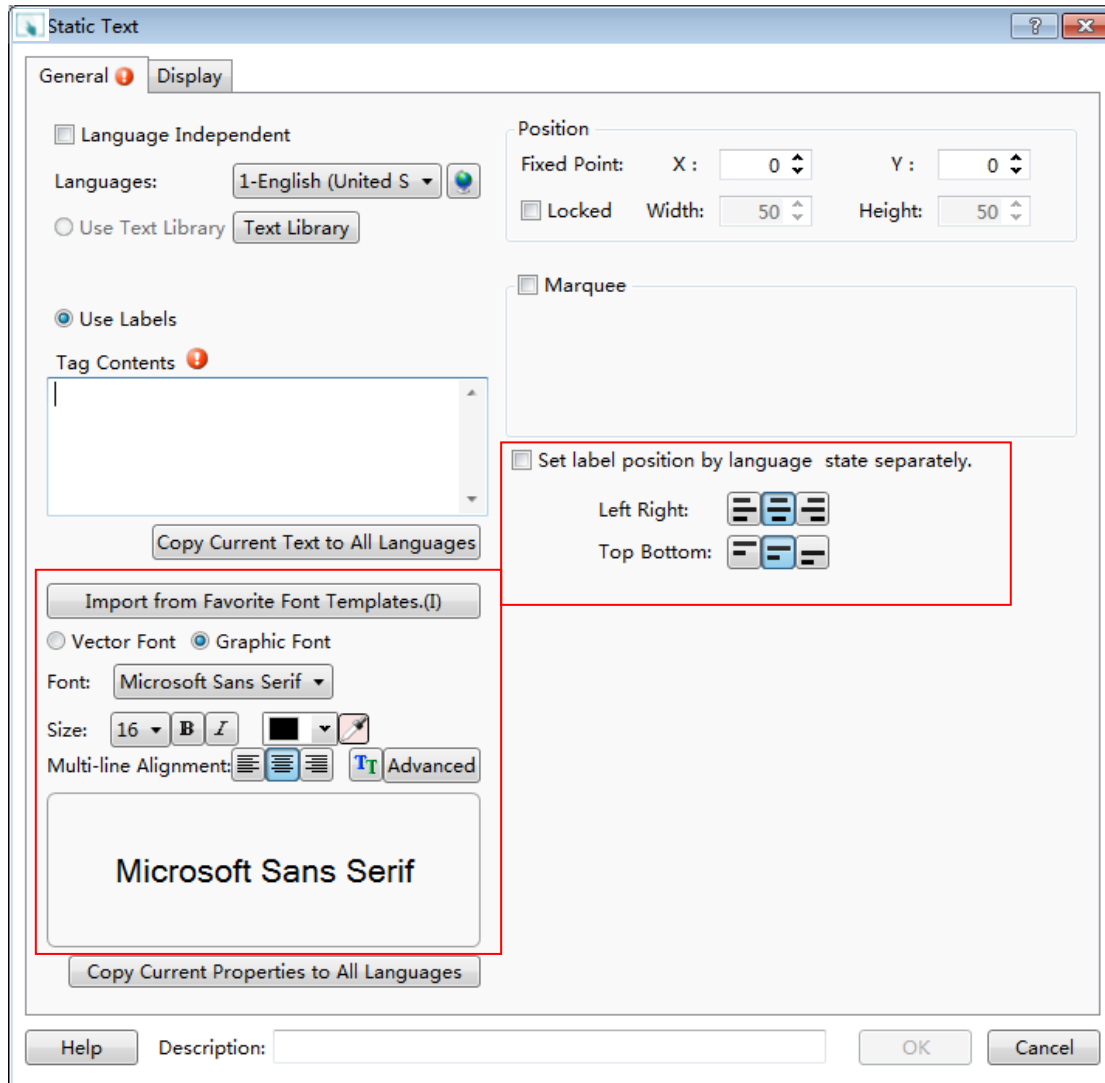 Static Text
General Display
Language Independent
Languages: 1-English (United S
Use Text Library Text Library
Use Labels
Tag Contents
Copy Current Text to All Languages
Import from Favorite Font Templates.(I)
Vector Font Graphic Font
Font: Microsoft Sans Serif
Size: 16 B I
Multi-line Alignment: TT Advanced
Microsoft Sans Serif
Copy Current Properties to All Languages
Position
Fixed Point: X : 0 Y : 0
Locked Width: 50 Height: 50
Marquee
Set label position by language state separately.
Left Right:
Top Bottom:
Help Description: OK Cancel